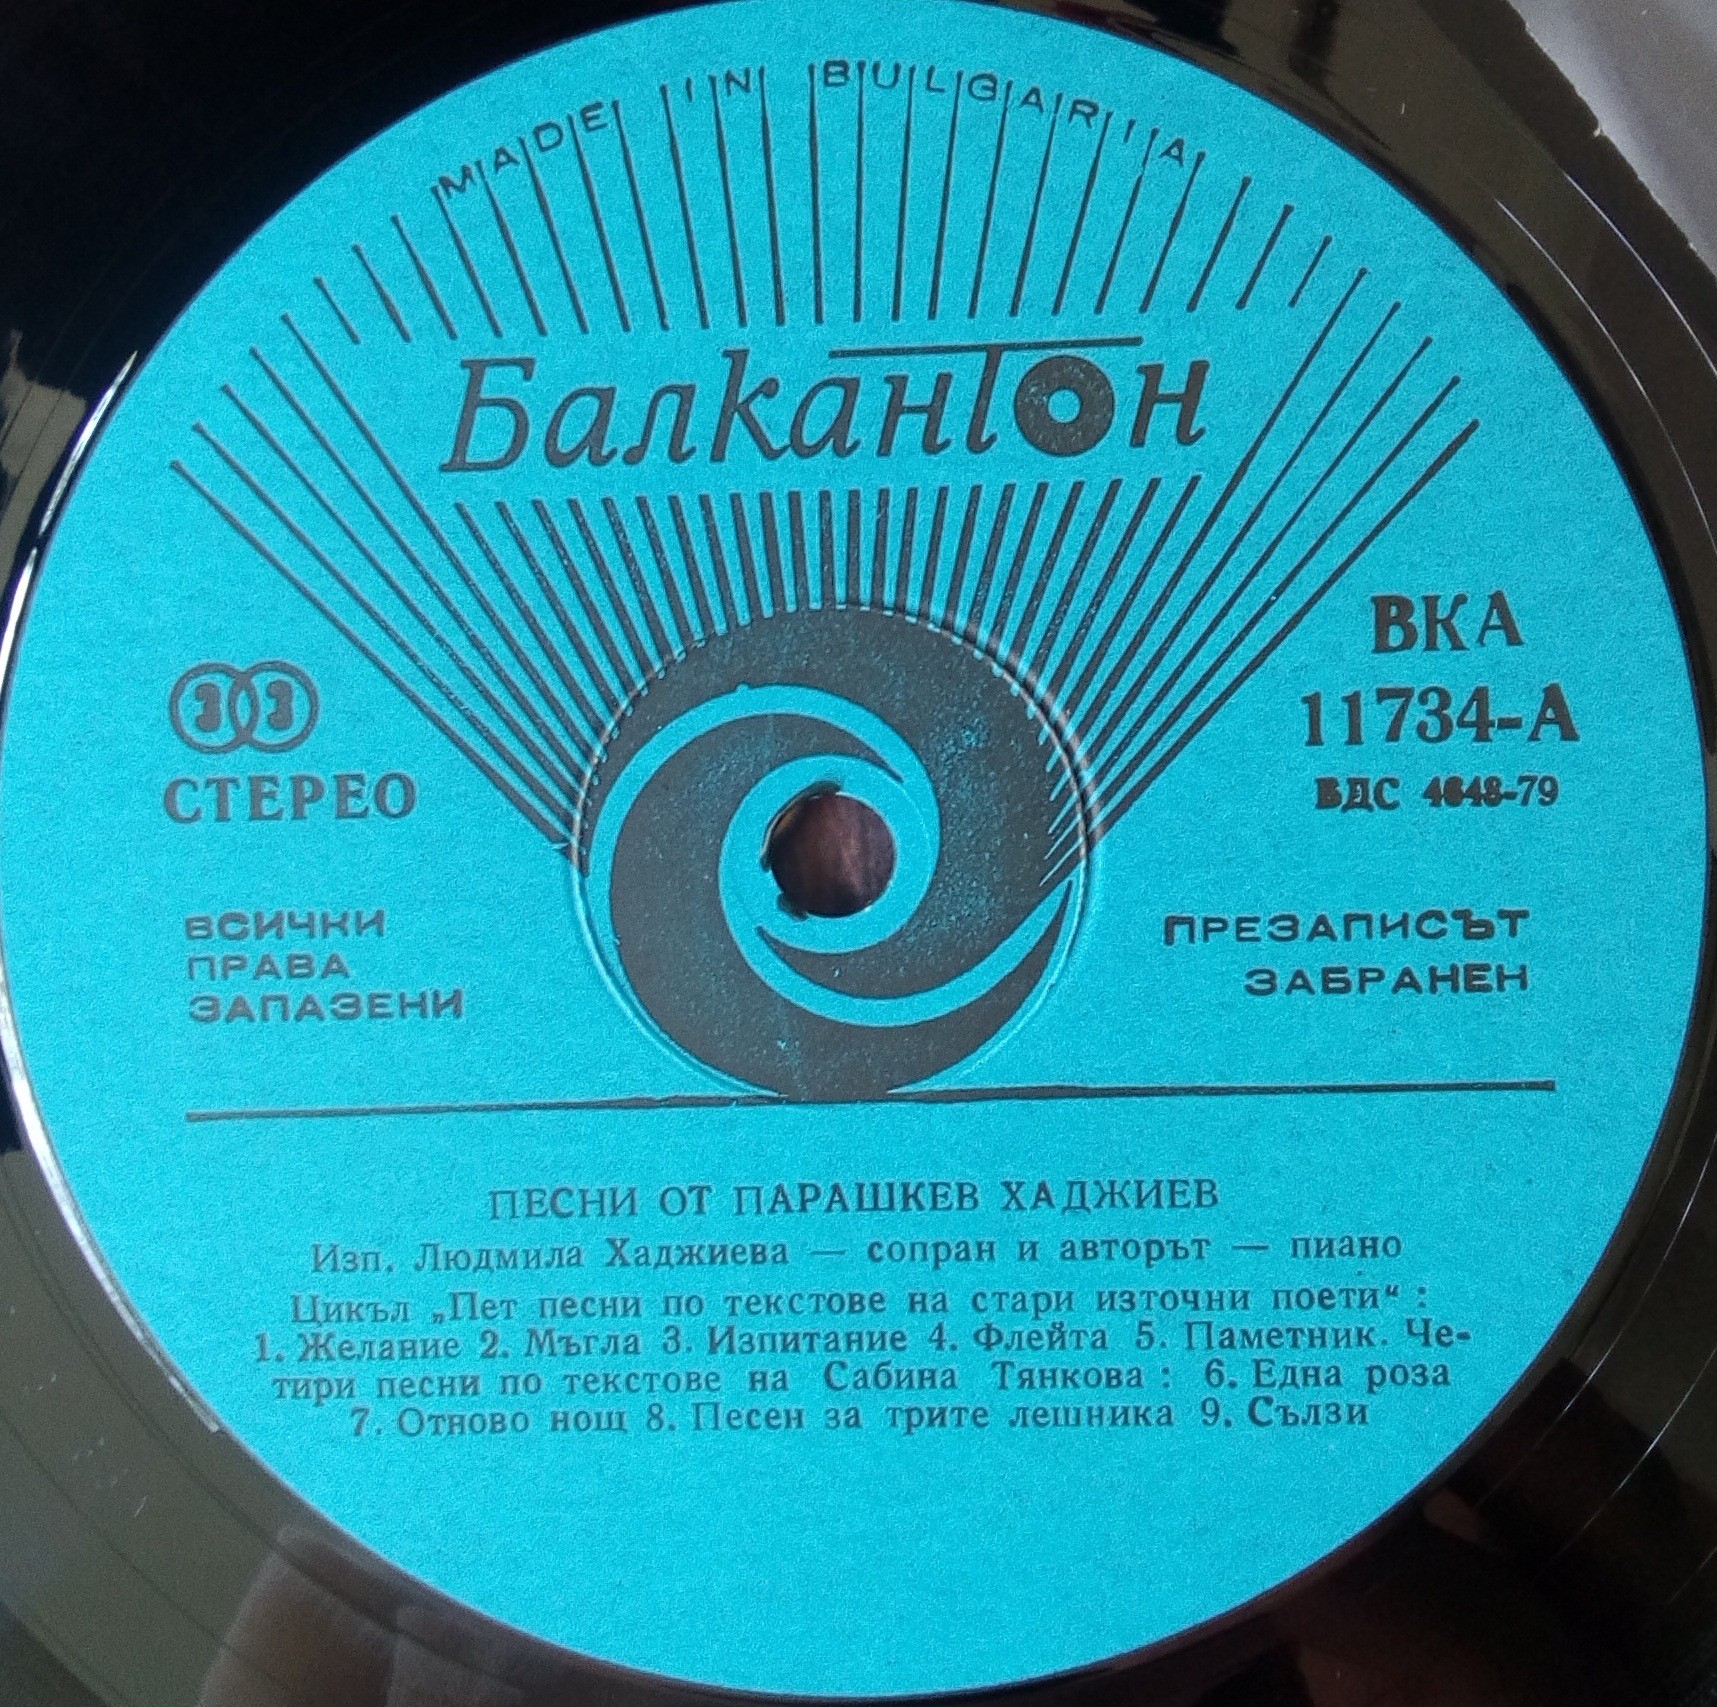 MADE IN BULGARIA
Балкантон
ВКА
11734-А
33
СТЕРЕО
БДС 4848-79
ВСИЧКИ
ПРАВА
ЗАПАЗЕНИ
ПРЕЗАПИСЪТ
ЗАБРАНЕН
ПЕСНИ ОТ ПАРАШКЕВ ХАДЖИЕВ
Изп. Людмила Хаджиева — сопран и авторът — пиано
Цикъл „Пет песни по текстове на стари източни поети“ :
1. Желание 2. Мъгла 3. Изпитание 4. Флейта 5. Паметник. Че-
тири песни по текстове на Сабина Тянкова : 6. Една роза
7. Отново нощ 8. Песен за трите лешника 9. Сълзи